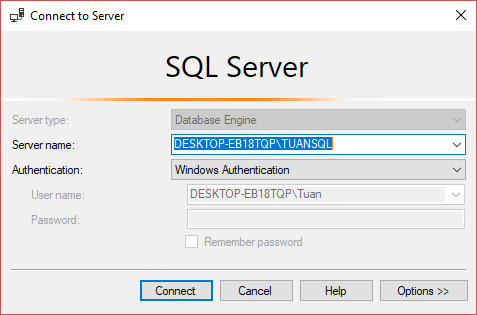 Connect to Server
SQL Server
Server type: Database Engine
Server name: DESKTOP-EB18TQP\TUANSQL
Authentication: Windows Authentication
User name: DESKTOP-EB18TQP\Tuan
Password:
Remember password
Connect Cancel Help Options >>